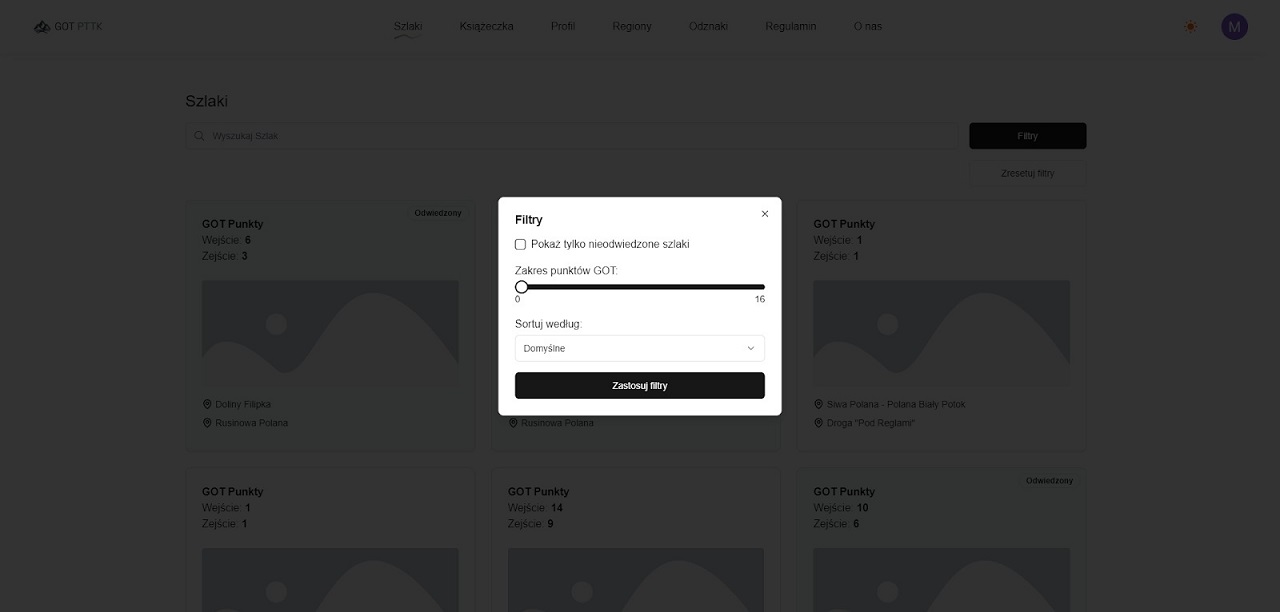 GOT PTTK
Szlaki Książeczka Profil Regiony Odznaki Regulamin O nas
M
Szlaki
Wyszukaj Szlak
Filtry
Zresetuj filtry
Odwiedzony
GOT Punkty
Wejście: 6
Zejście: 3
Doliny Filipka
Rusinowa Polana
Filtry
Pokaż tylko nieodwiedzone szlaki
Zakres punktów GOT:
0 16
Sortuj według:
Domyślne
Zastosuj filtry
Rusinowa Polana
GOT Punkty
Wejście: 1
Zejście: 1
Siwa Polana - Polana Biały Potok
Droga "Pod Reglami"
GOT Punkty
Wejście: 1
Zejście: 1
GOT Punkty
Wejście: 14
Zejście: 9
Odwiedzony
GOT Punkty
Wejście: 10
Zejście: 6